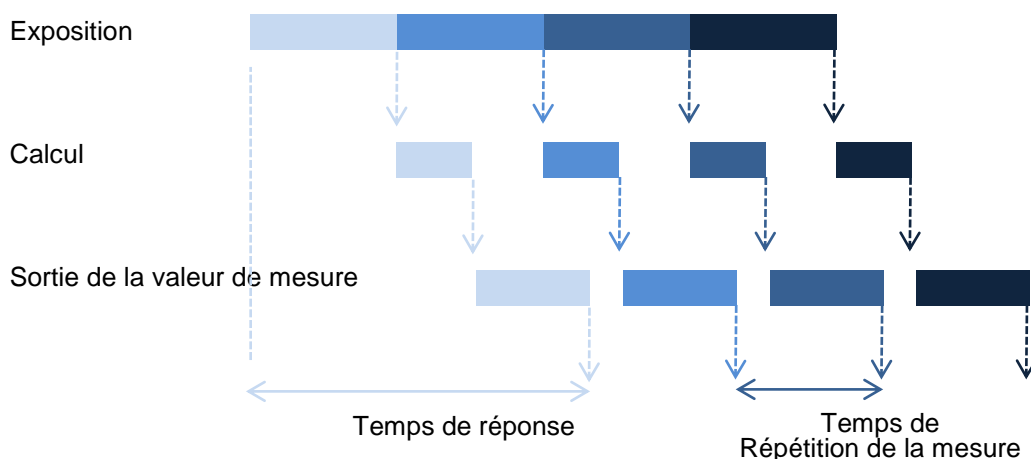 Exposition
Calcul
Sortie de la valeur de mesure
Temps de réponse
Temps de
Répétition de la mesure